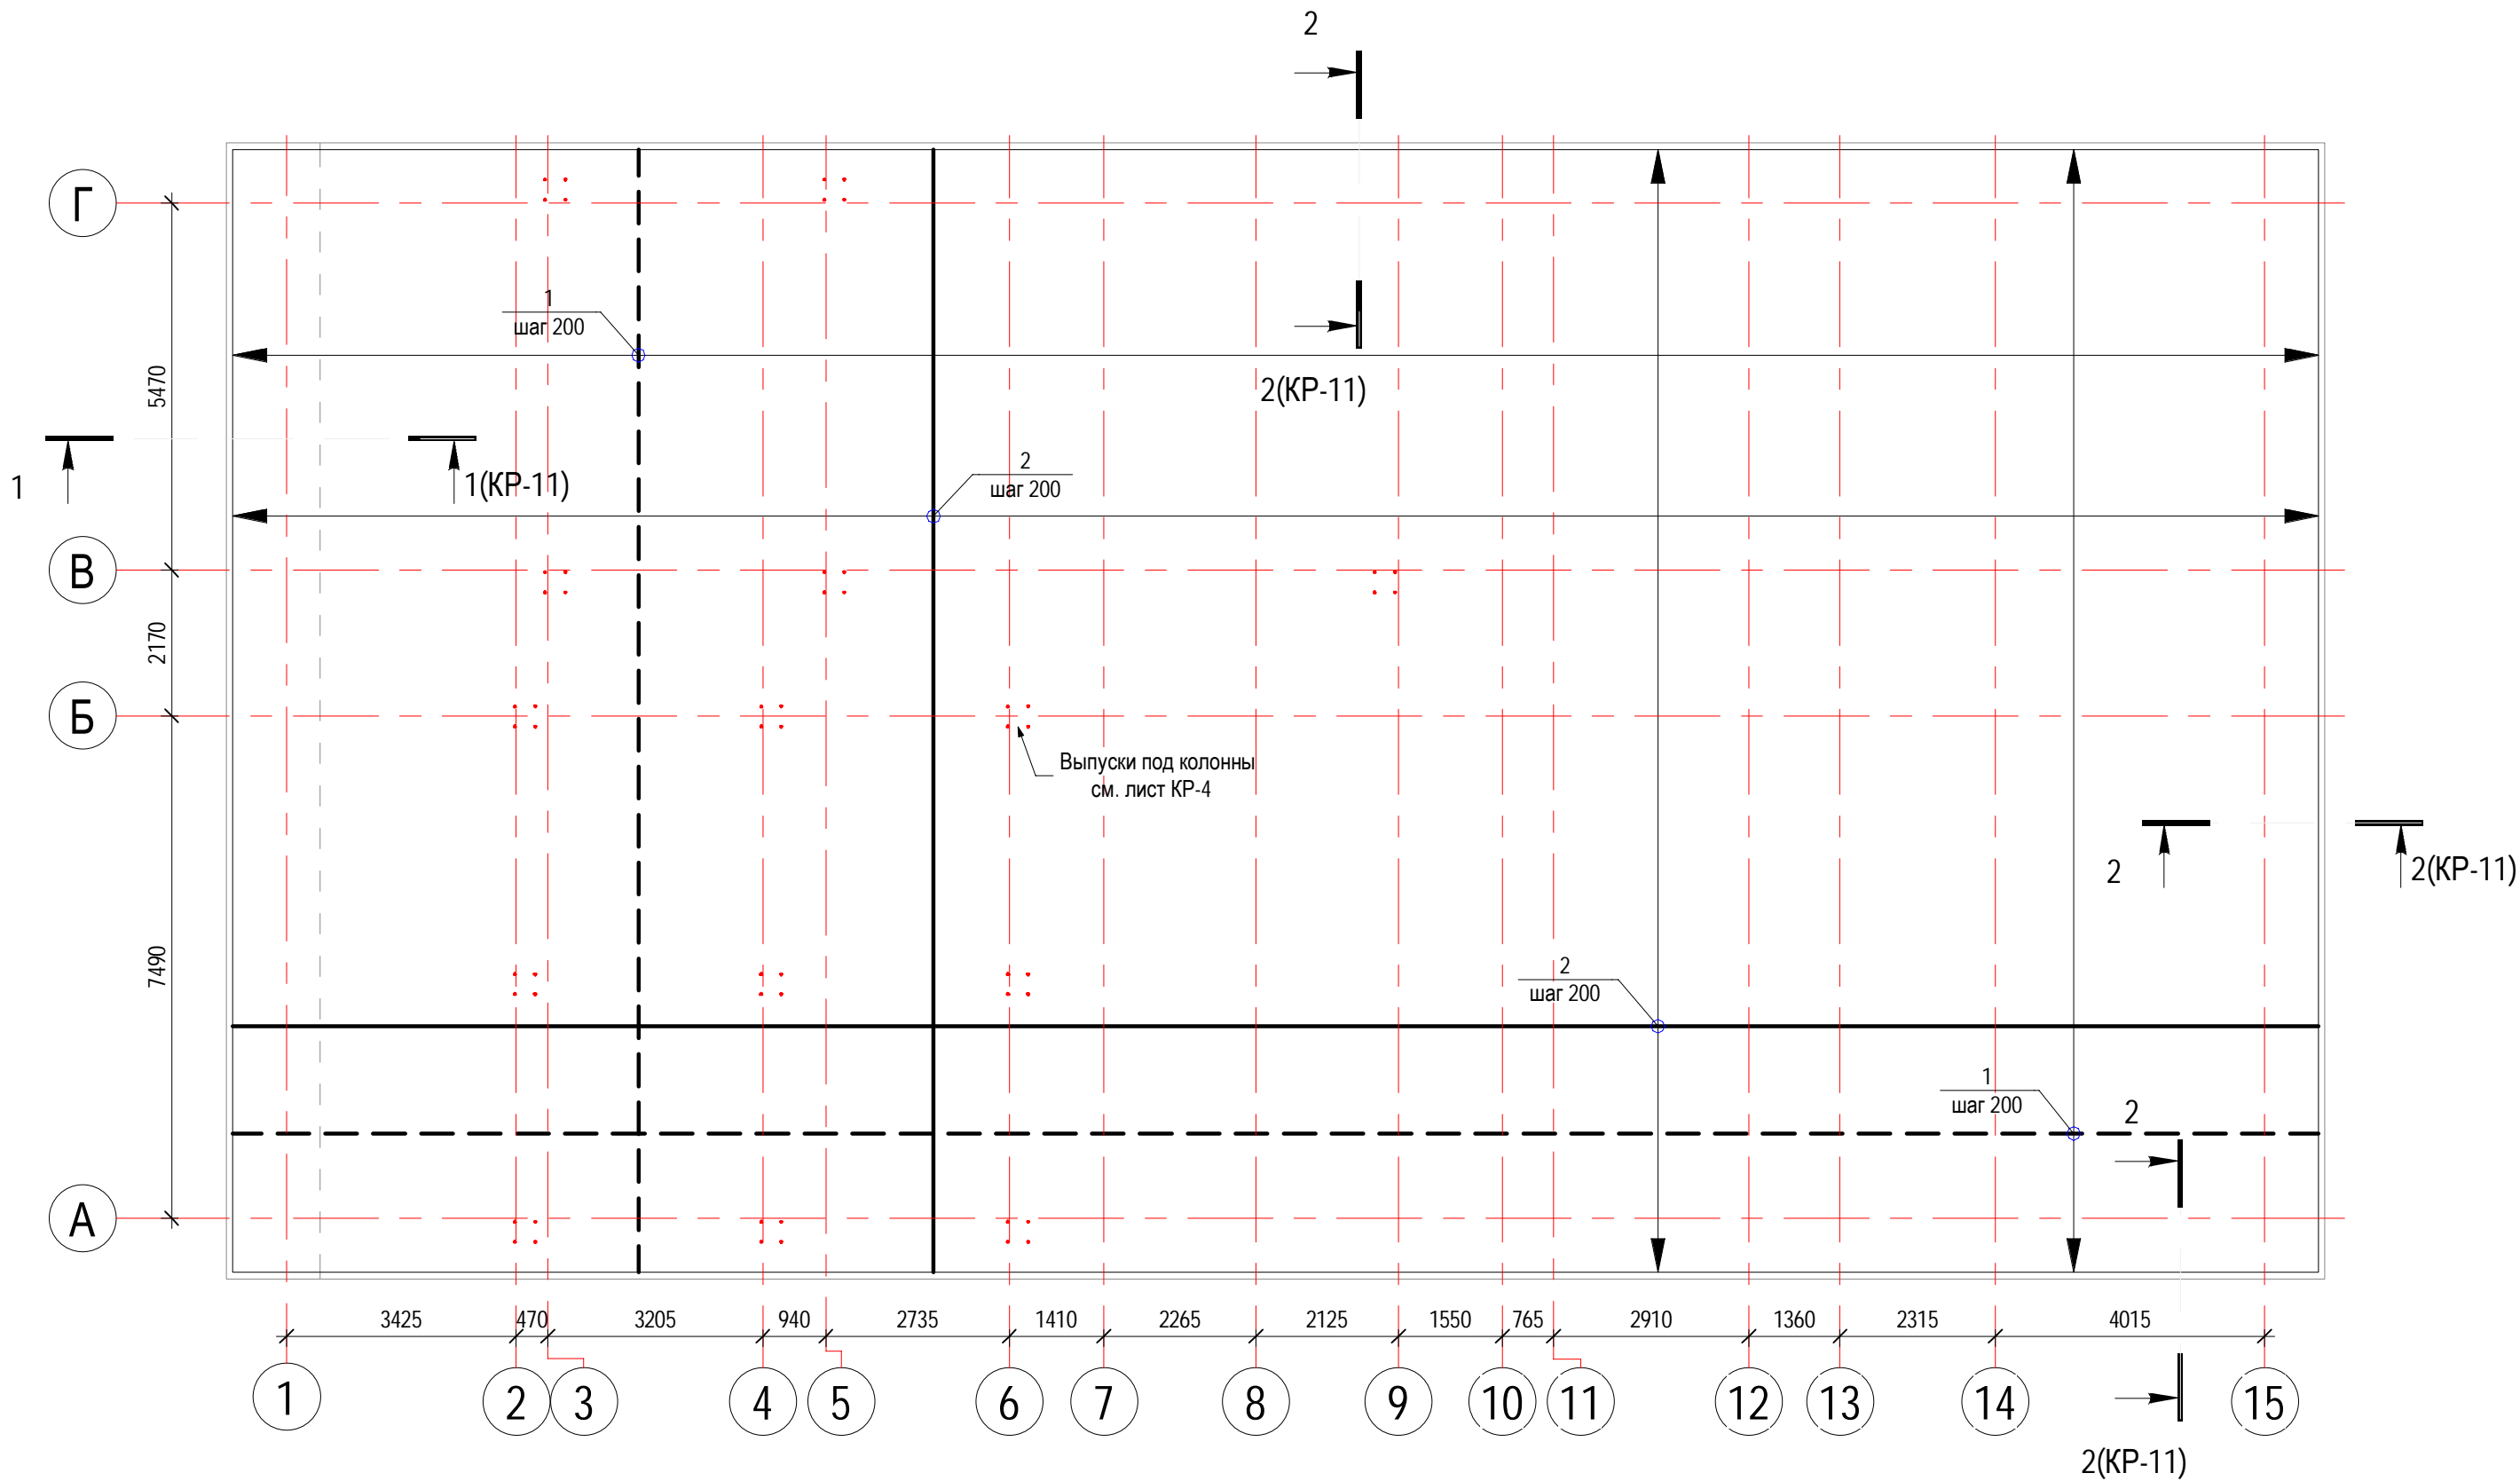 2
Г
1
шаг 200
5470
2(КР-11)
1
1(КР-11)
2
шаг 200
В
2170
Б
Выпуски под колонны
см. лист КР-4
2
2(КР-11)
7490
2
шаг 200
1
шаг 200
2
А
3425
470
3205
940
2735
1410
2265
2125
1550
765
2910
1360
2315
4015
1
2
3
4
5
6
7
8
9
10
11
12
13
14
15
2(КР-11)